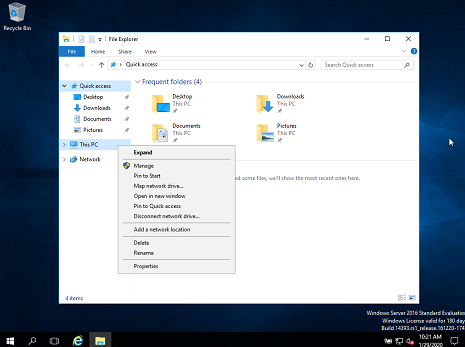 Recycle Bin
File Explorer
File
Home
Share
View
Quick access
Search Quick access
Quick access
Desktop
Downloads
Documents
Pictures
This PC
Network
Frequent folders (4)
Desktop
This PC
Downloads
This PC
Documents
This PC
Pictures
This PC
ed some files, we'll show the most recent ones here.
Expand
Manage
Pin to Start
Map network drive...
Open in new window
Pin to Quick access
Disconnect network drive...
Add a network location
Delete
Rename
Properties
4 items
Windows Server 2016 Standard Evaluation
Windows License valid for 180 day
Build 14393.rs1_release.161220-174
10:21 AM
1/29/2020